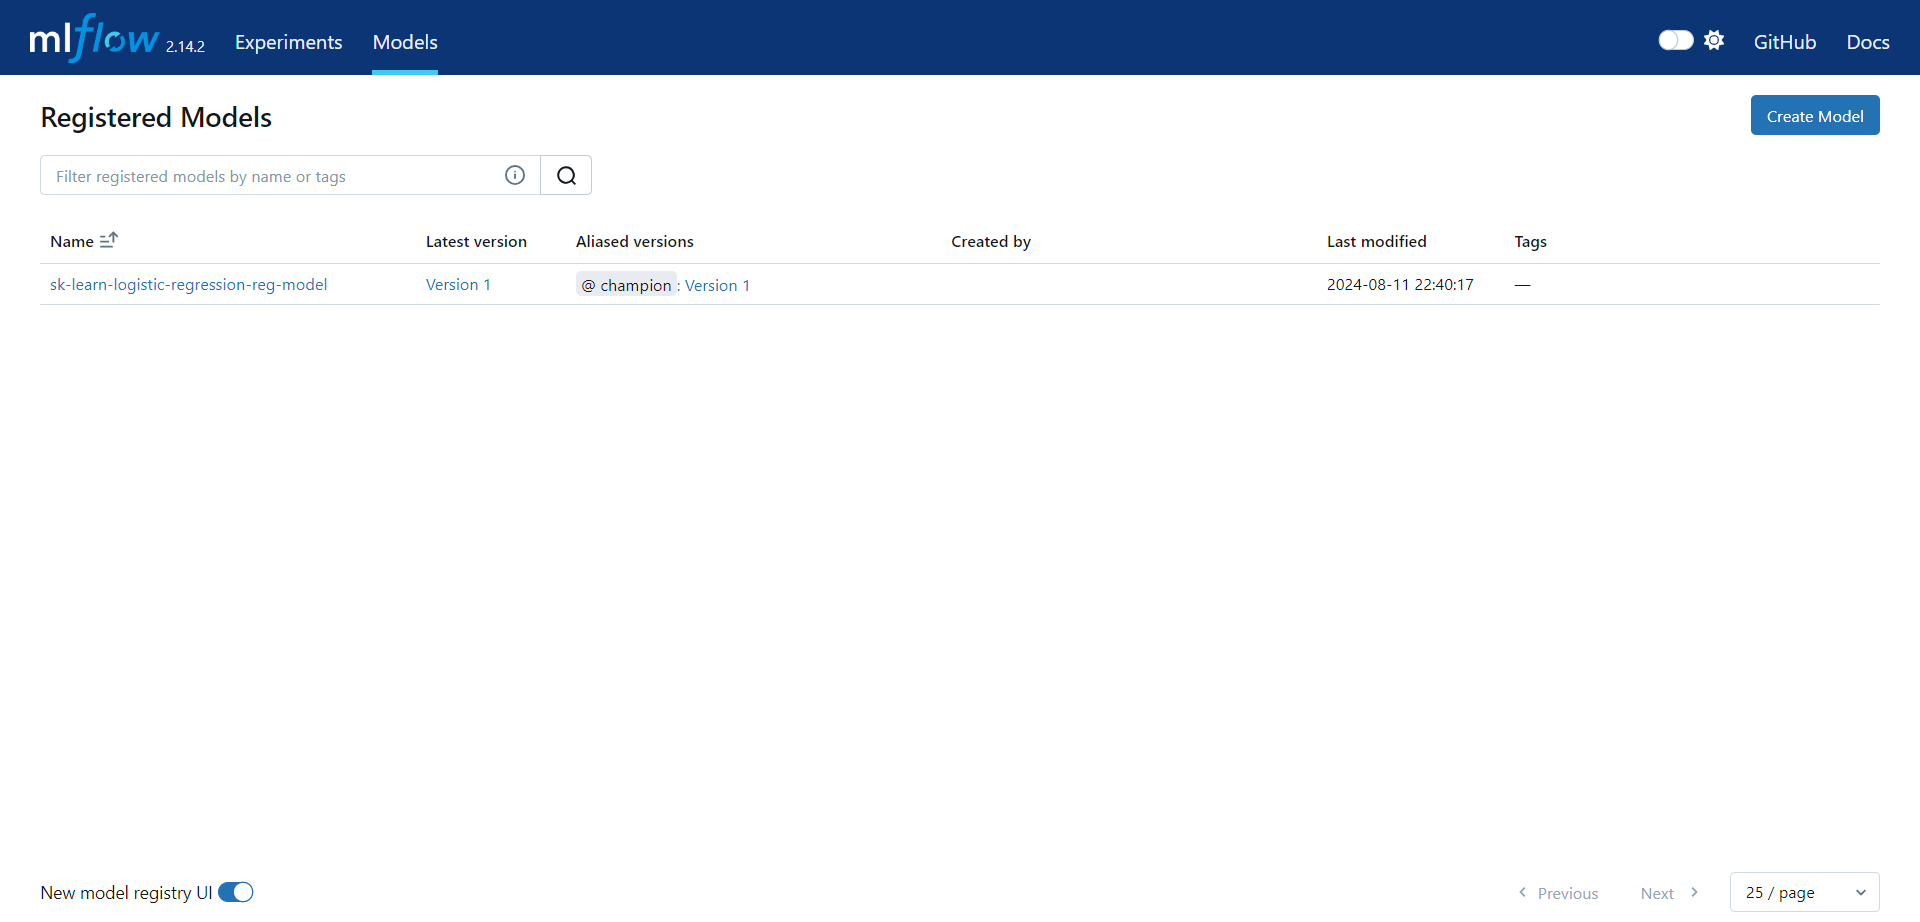 mlflow 2.14.2 Experiments Models GitHub Docs
Registered Models Create Model
Filter registered models by name or tags
Name Latest version Aliased versions Created by Last modified Tags
sk-learn-logistic-regression-reg-model Version 1 @ champion : Version 1 2024-08-11 22:40:17 —
New model registry UI Previous Next 25 / page